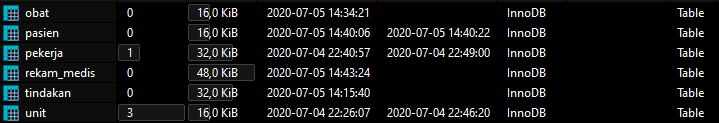 obat 0 16,0 KiB 2020-07-05 14:34:21 InnoDB Table
pasien 0 16,0 KiB 2020-07-05 14:40:06 2020-07-05 14:40:22 InnoDB Table
pekerja 1 32,0 KiB 2020-07-04 22:40:57 2020-07-04 22:49:00 InnoDB Table
rekam_medis 0 48,0 KiB 2020-07-05 14:43:24 InnoDB Table
tindakan 0 32,0 KiB 2020-07-05 14:15:40 InnoDB Table
unit 3 16,0 KiB 2020-07-04 22:26:07 2020-07-04 22:46:20 InnoDB Table